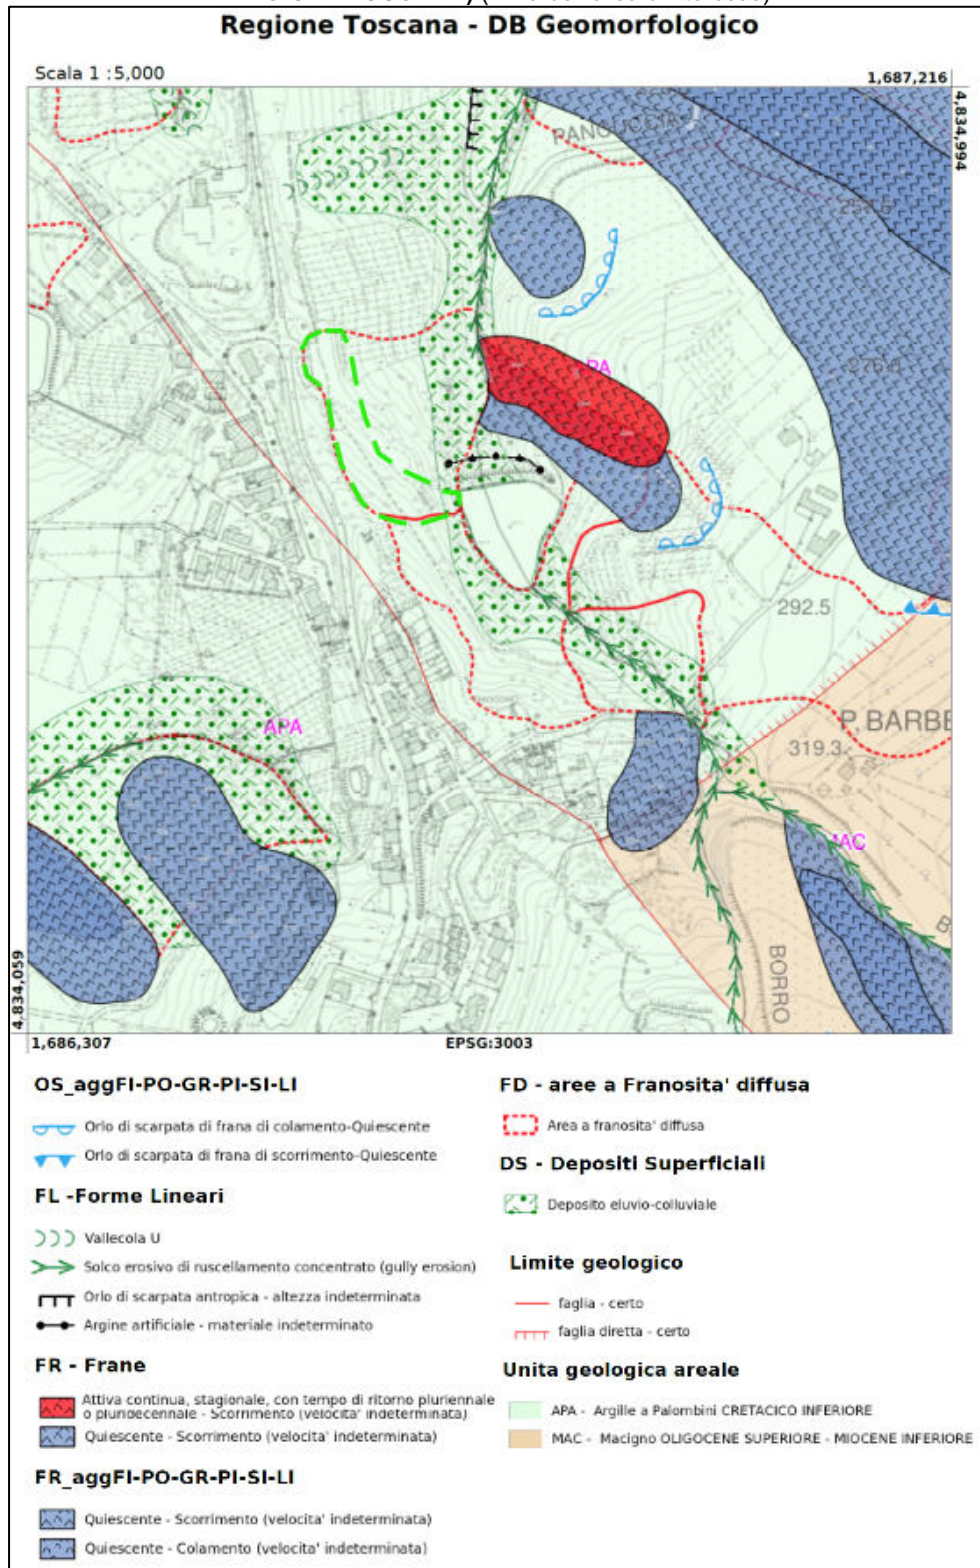 Regione Toscana - DB Geomorfologico
Scala 1 :5,000
1,687,216
4,834,994
PA
292.5
P. BARBE
319.3
APA
BORRO
4,834,059
1,686,307
EPSG:3003
OS_aggFI-PO-GR-PI-SI-LI
Orlo di scarpata di frana di colamento-Quiescente
Orlo di scarpata di frana di scorrimento-Quiescente
FL -Forme Lineari
Vallecola U
Solco erosivo di ruscellamento concentrato (gully erosion)
Orlo di scarpata antropica - altezza indeterminata
Argine artificiale - materiale indeterminato
FR - Frane
Attiva continua, stagionale, con tempo di ritorno pluriennale
o pluridecennale - Scorrimento (velocita' indeterminata)
Quiescente - Scorrimento (velocita' indeterminata)
FR_aggFI-PO-GR-PI-SI-LI
Quiescente - Scorrimento (velocita' indeterminata)
Quiescente - Colamento (velocita' indeterminata)
FD - aree a Franosita' diffusa
Area a franosita' diffusa
DS - Depositi Superficiali
Deposito eluvio-colluviale
Limite geologico
faglia - certo
faglia diretta - certo
Unita geologica areale
APA - Argille a Palombini CRETACICO INFERIORE
MAC - Macigno OLIGOCENE SUPERIORE - MIOCENE INFERIORE